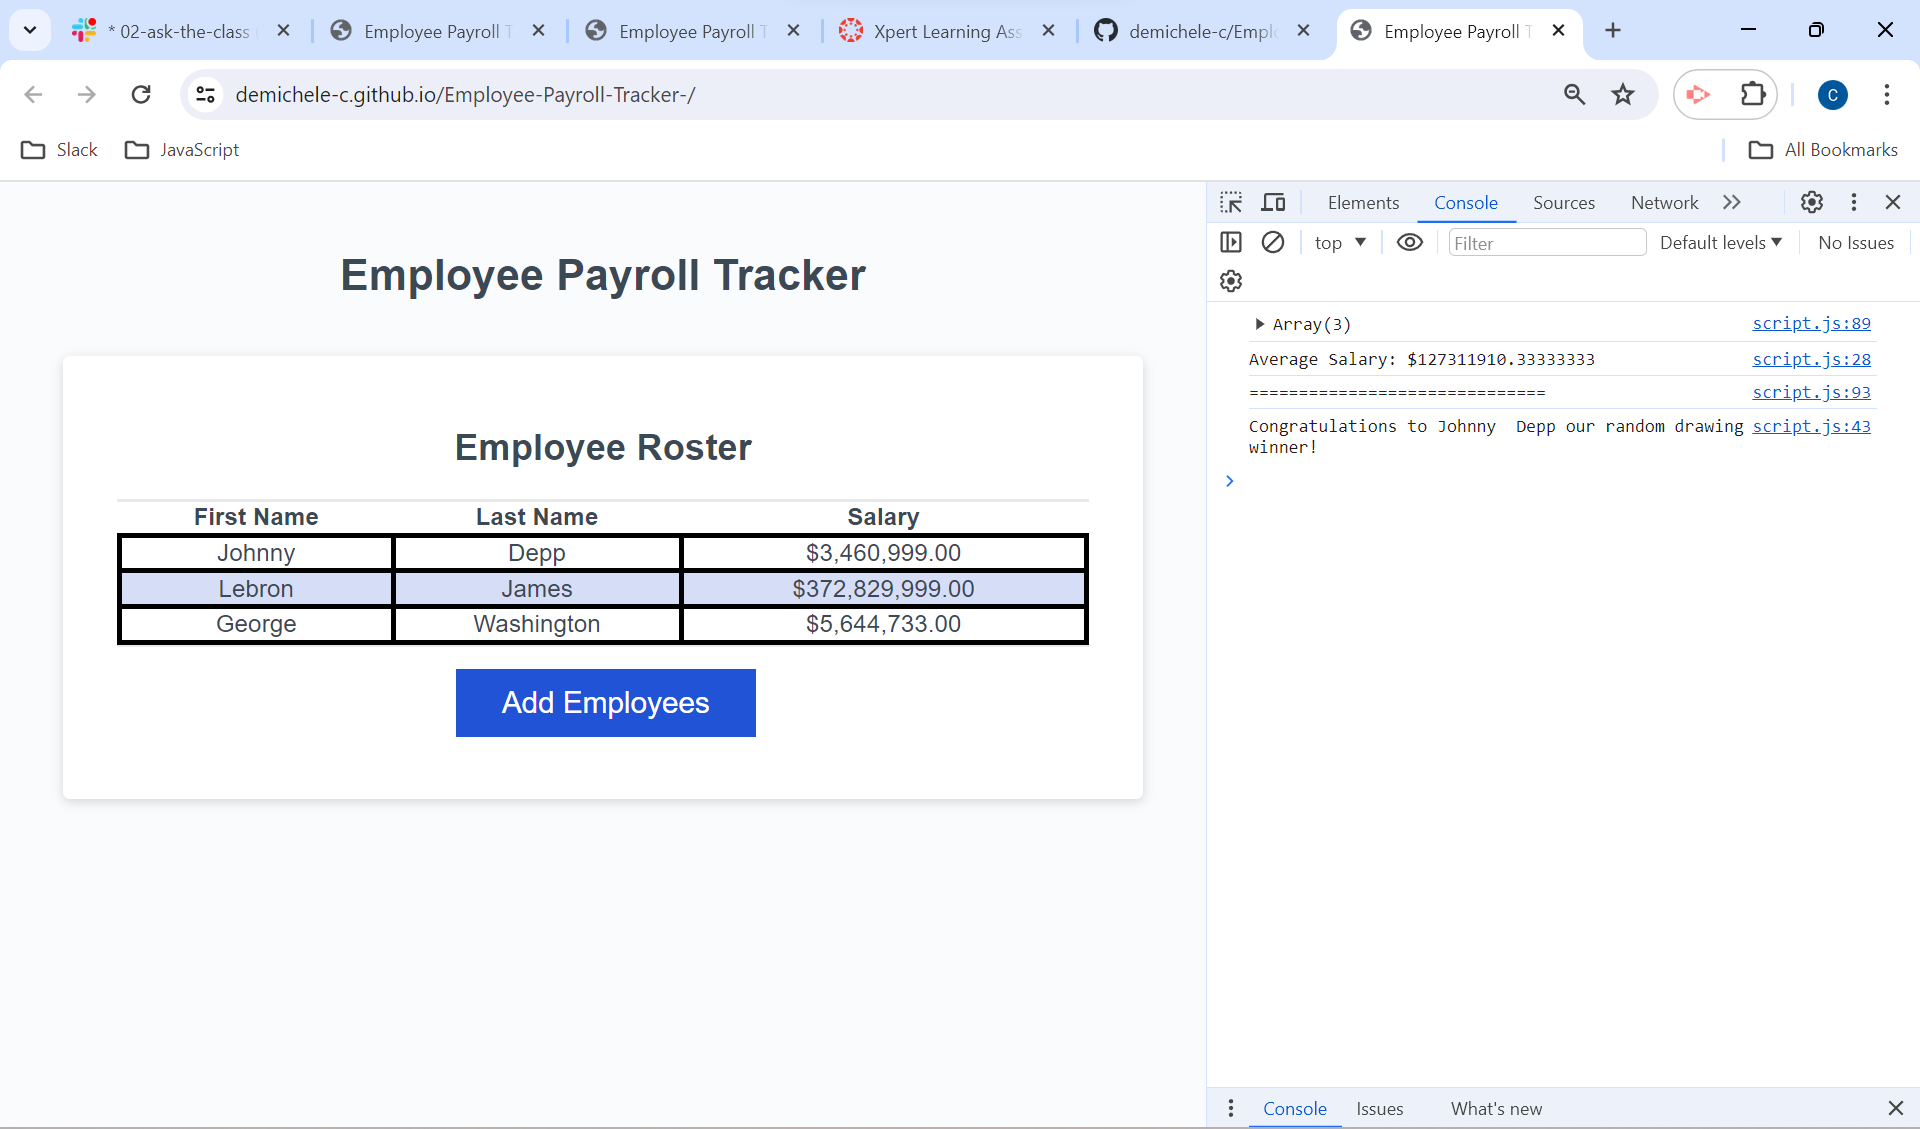 * 02-ask-the-class
Employee Payroll T
Employee Payroll T
Xpert Learning Ass
demichele-c/Empl
Employee Payroll T
demichele-c.github.io/Employee-Payroll-Tracker-/
C
Slack
JavaScript
All Bookmarks
Elements
Console
Sources
Network
top
Filter
Default levels
No Issues
Employee Payroll Tracker
Employee Roster
First Name Last Name Salary
Johnny Depp $3,460,999.00
Lebron James $372,829,999.00
George Washington $5,644,733.00
Add Employees
Array(3) script.js:89
Average Salary: $127311910.33333333 script.js:28
============================== script.js:93
Congratulations to Johnny  Depp our random drawing script.js:43
winner!
Console
Issues
What's new